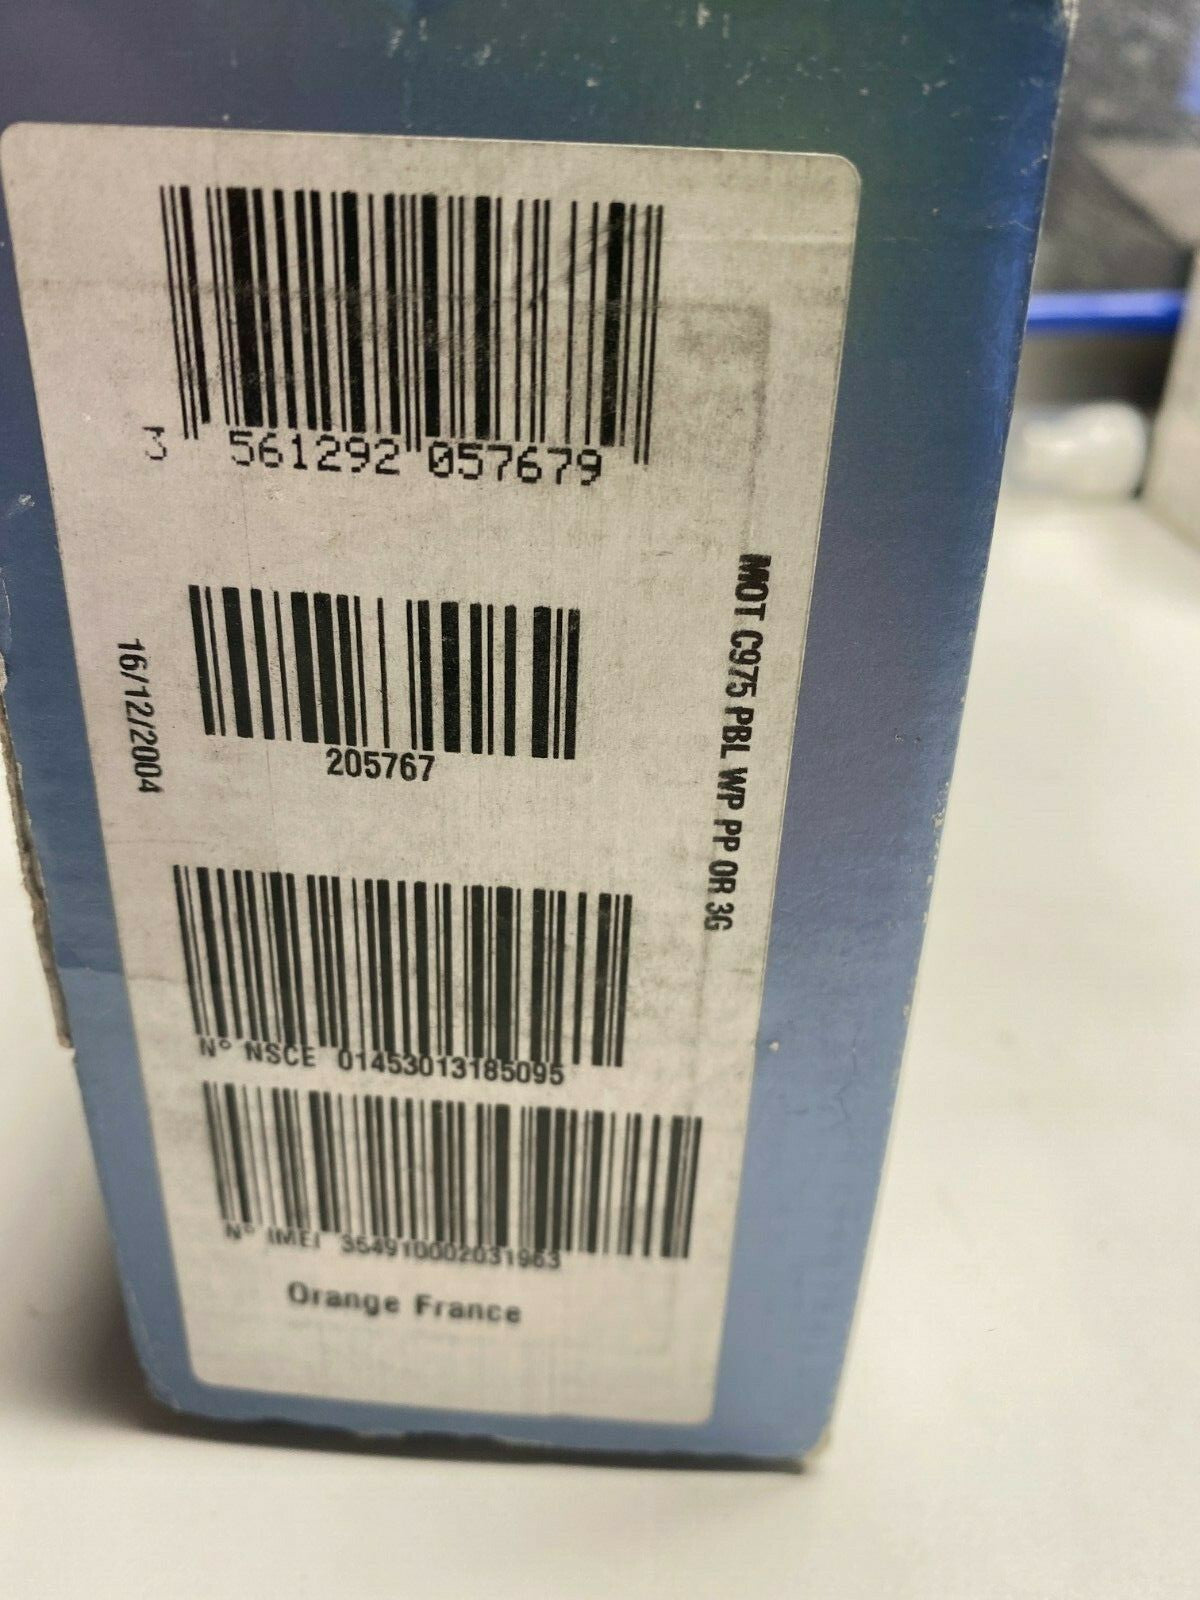 3 561292 057679
MOT C975 PBL WP PP OR 3G
16/12/2004
205767
N° NSCE 01453013185095
N° IMEI 354910002031963
Orange France